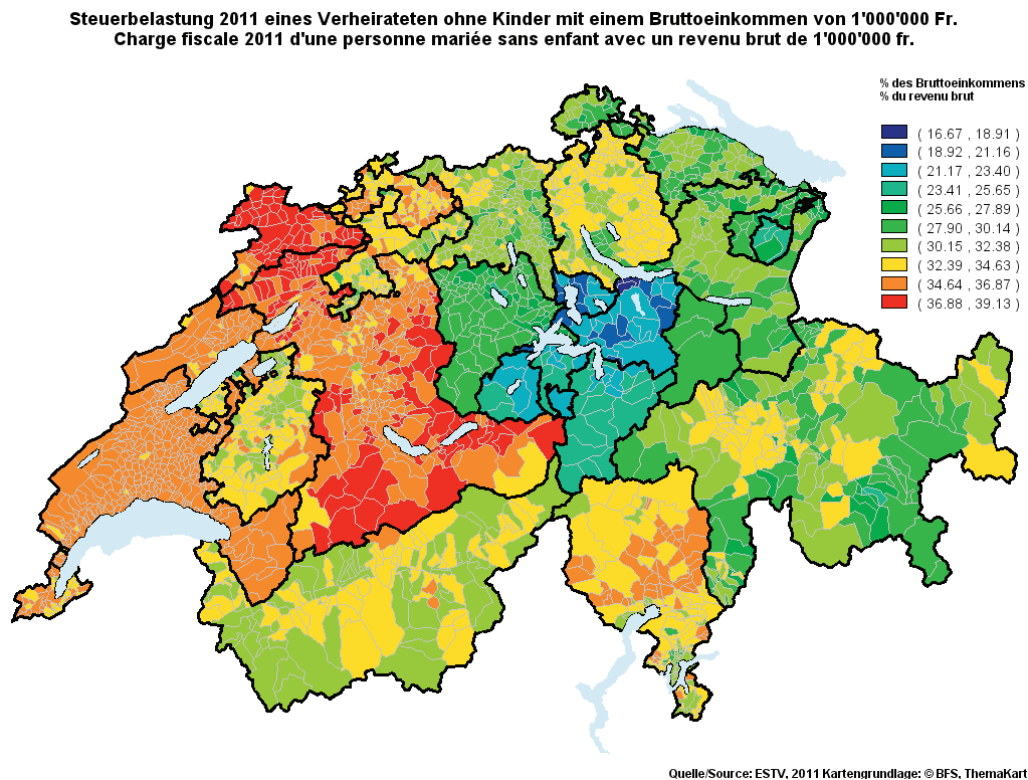 Steuerbelastung 2011 eines Verheirateten ohne Kinder mit einem Bruttoeinkommen von 1'000'000 Fr.
Charge fiscale 2011 d'une personne mariée sans enfant avec un revenu brut de 1'000'000 fr.
% des Bruttoeinkommens
% du revenu brut
( 16.67 , 18.91 )
( 18.92 , 21.16 )
( 21.17 , 23.40 )
( 23.41 , 25.65 )
( 25.66 , 27.89 )
( 27.90 , 30.14 )
( 30.15 , 32.38 )
( 32.39 , 34.63 )
( 34.64 , 36.87 )
( 36.88 , 39.13 )
Quelle/Source: ESTV, 2011 Kartengrundlage: © BFS, ThemaKart